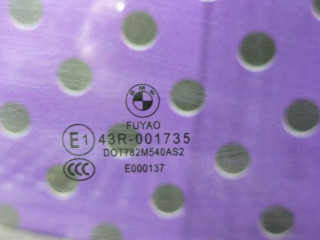 BMW
FUYAO
E1 43R-001735
DOT782M540AS2
CCC E000137